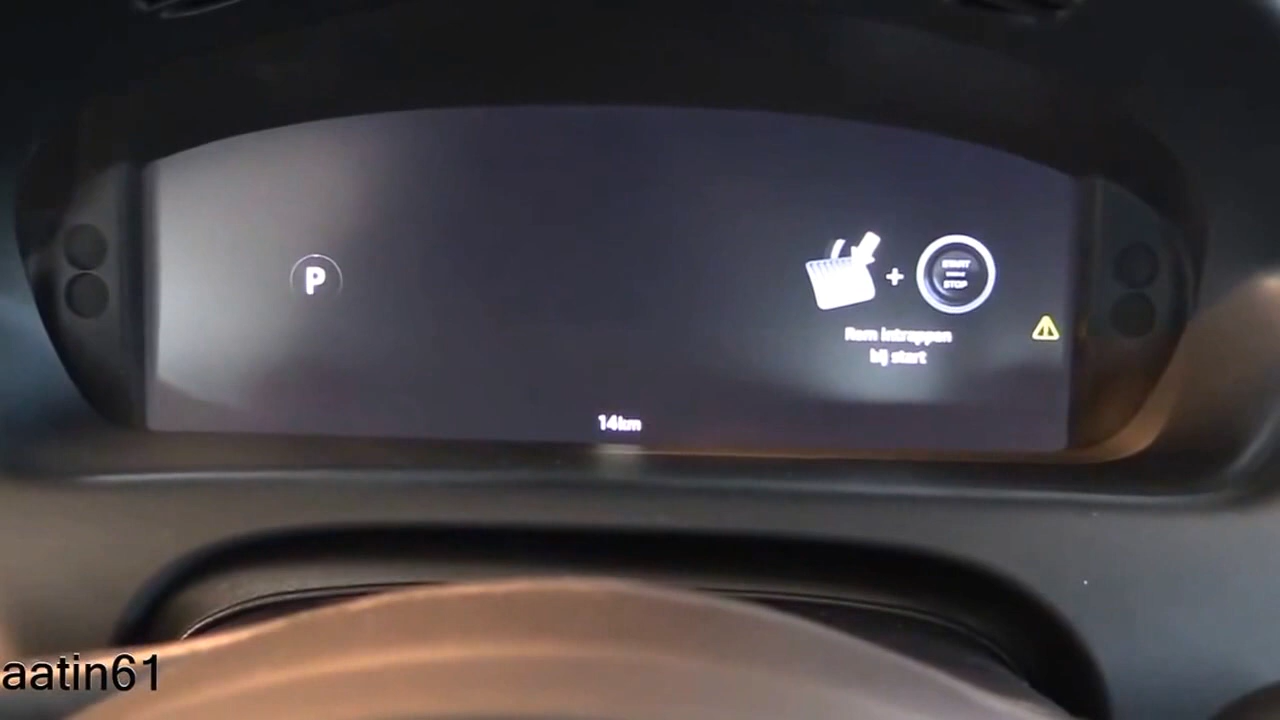 P
+
START
STOP
Rem intrappen
bij start
14km
aatin61